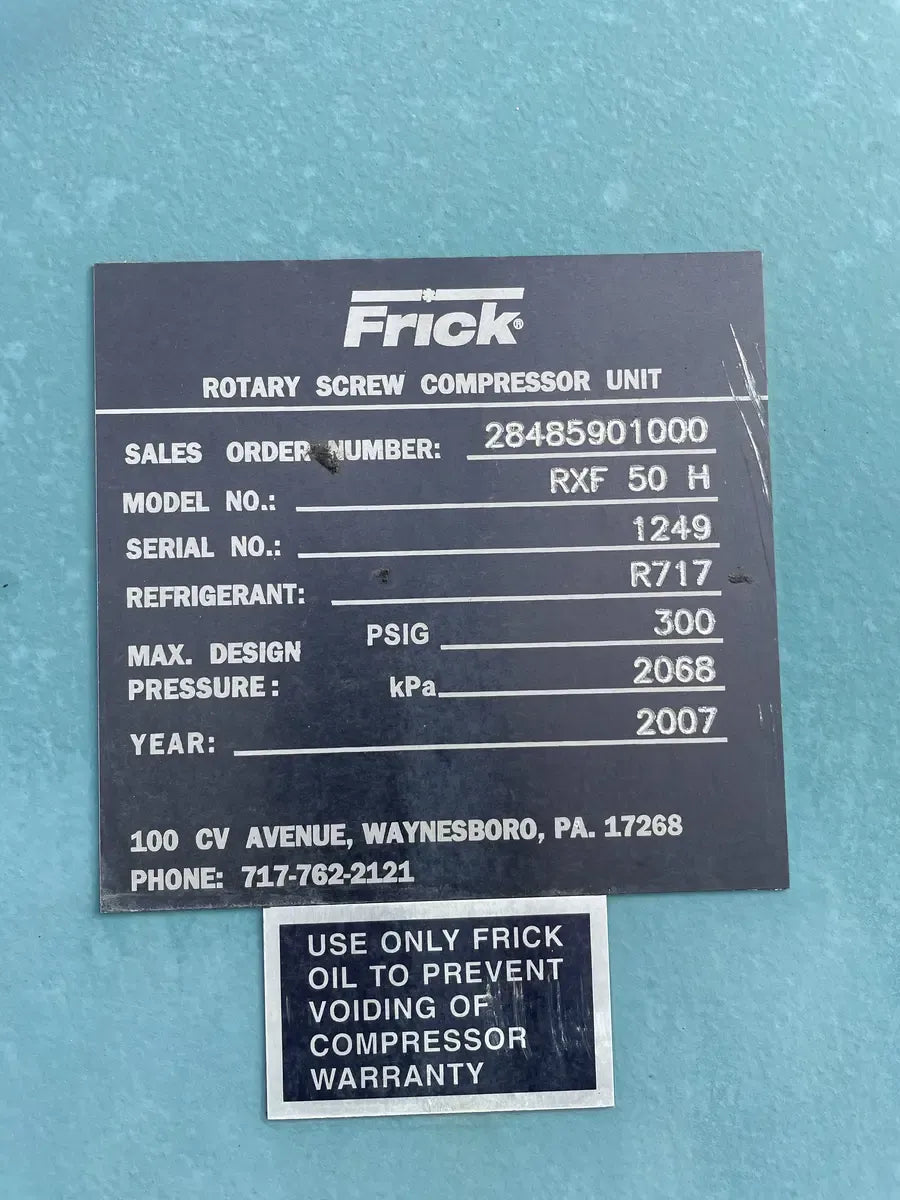 Frick®
ROTARY SCREW COMPRESSOR UNIT
SALES ORDER NUMBER: 28485901000
MODEL NO.: RXF 50 H
SERIAL NO.: 1249
REFRIGERANT: R717
MAX. DESIGN PRESSURE: PSIG 300
kPa 2068
YEAR: 2007
100 CV AVENUE, WAYNESBORO, PA. 17268
PHONE: 717-762-2121
USE ONLY FRICK
OIL TO PREVENT
VOIDING OF
COMPRESSOR
WARRANTY